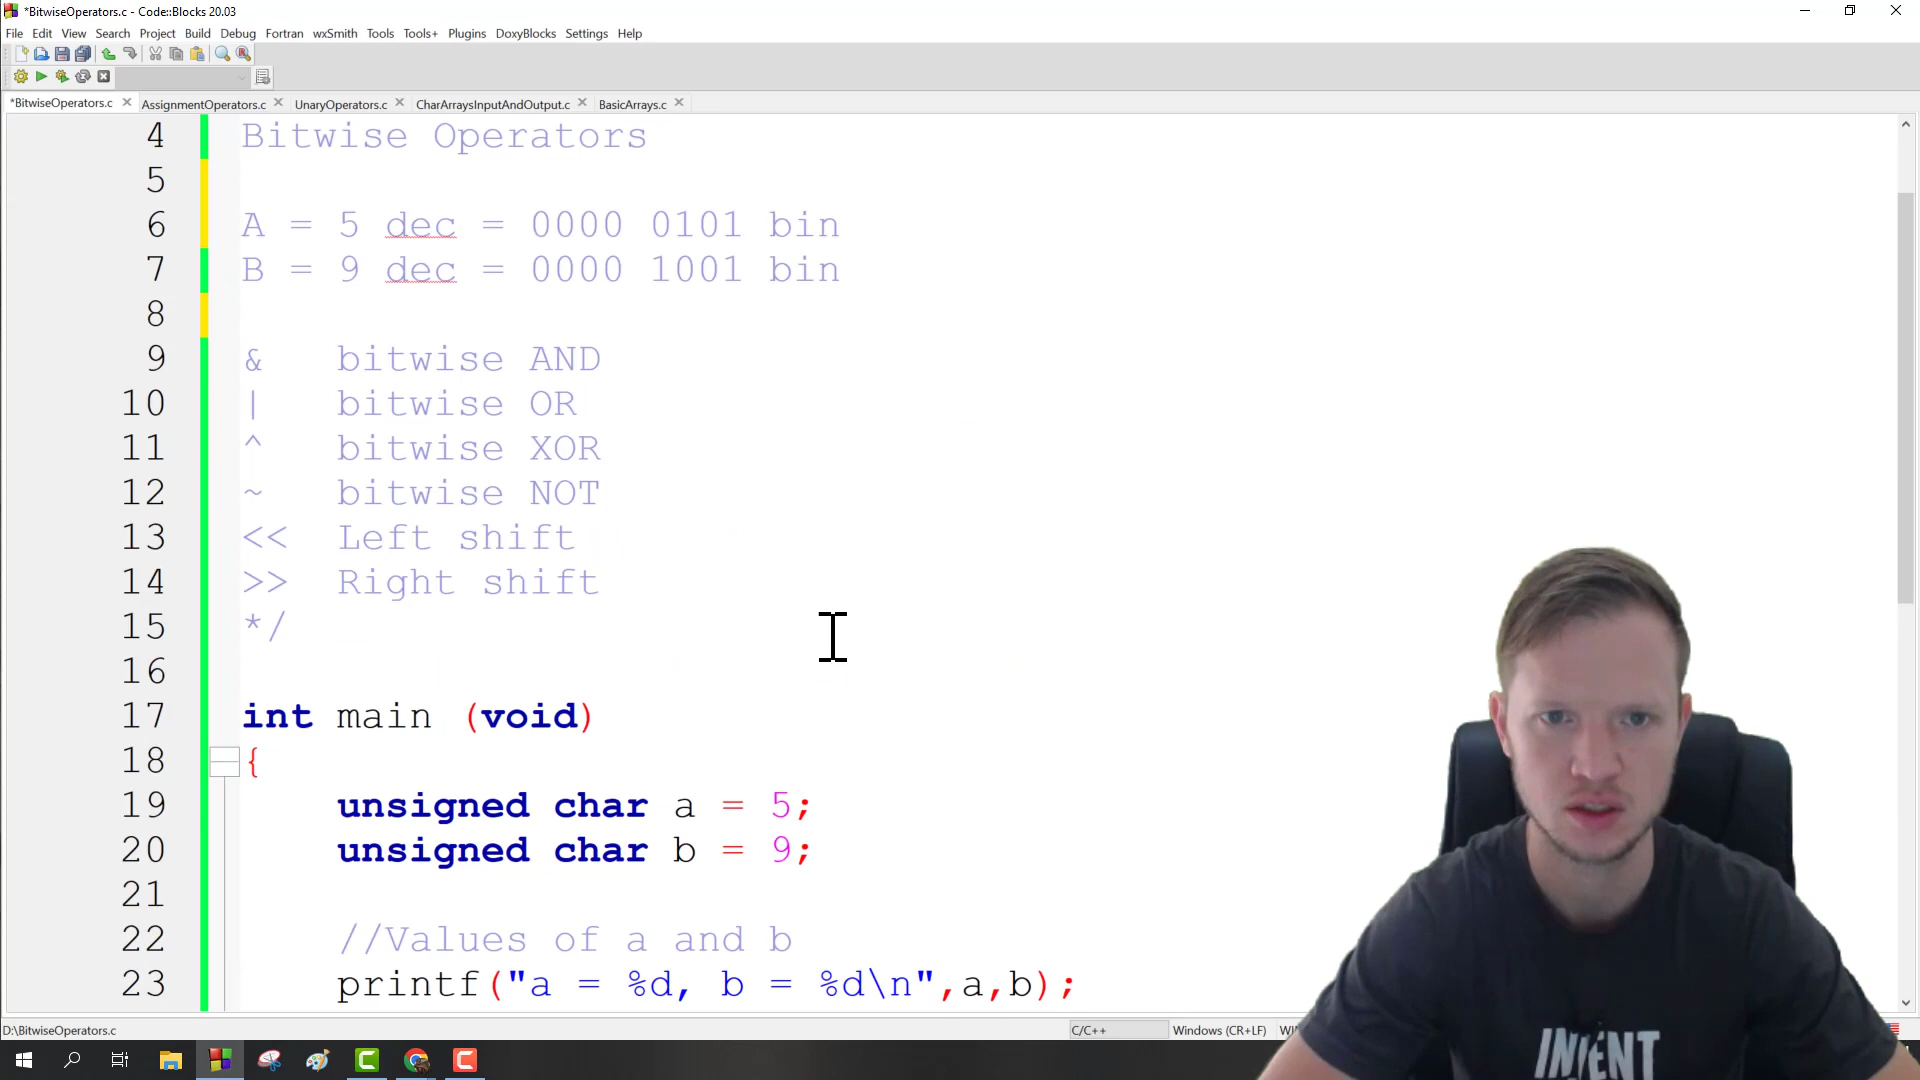 *BitwiseOperators.c - Code::Blocks 20.03
File Edit View Search Project Build Debug Fortran wxSmith Tools Tools+ Plugins DoxyBlocks Settings Help
*BitwiseOperators.c AssignmentOperators.c UnaryOperators.c CharArraysInputAndOutput.c BasicArrays.c
4 Bitwise Operators
5
6 A = 5 dec = 0000 0101 bin
7 B = 9 dec = 0000 1001 bin
8
9 & bitwise AND
10 | bitwise OR
11 ^ bitwise XOR
12 ~ bitwise NOT
13 << Left shift
14 >> Right shift
15 */
16
17 int main (void)
18 {
19 unsigned char a = 5;
20 unsigned char b = 9;
21
22 //Values of a and b
23 printf("a = %d, b = %d\n",a,b);
D:\BitwiseOperators.c C/C++ Windows (CR+LF)